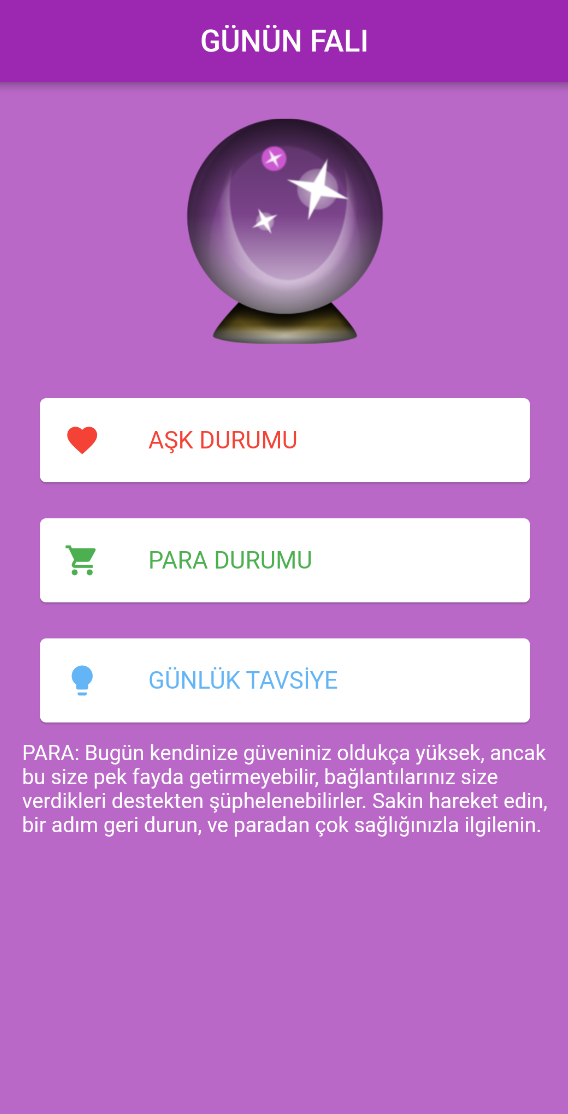 GÜNÜN FALI
AŞK DURUMU
PARA DURUMU
GÜNLÜK TAVSİYE
PARA: Bugün kendinize güveniniz oldukça yüksek, ancak
bu size pek fayda getirmeyebilir, bağlantılarınız size
verdikleri destekten şüphelenebilirler. Sakin hareket edin,
bir adım geri durun, ve paradan çok sağlığınızla ilgilenin.